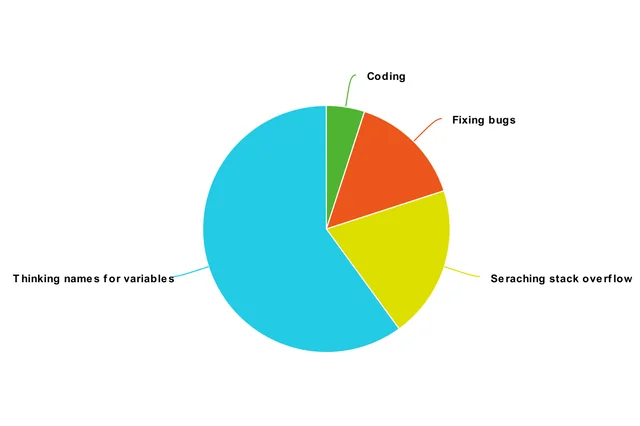 Coding
Fixing bugs
Thinking names for variables
Seraching stack overflow